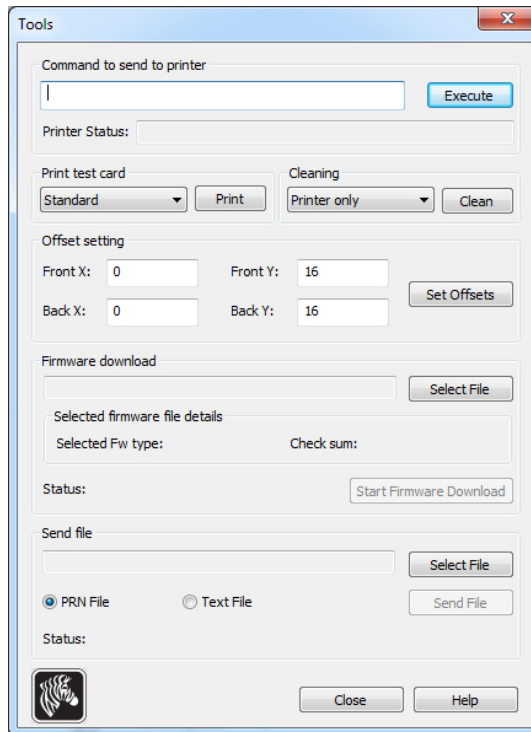 Tools
Command to send to printer
Execute
Printer Status:
Print test card
Standard
Print
Cleaning
Printer only
Clean
Offset setting
Front X: 0 Front Y: 16
Set Offsets
Back X: 0 Back Y: 16
Firmware download
Select File
Selected firmware file details
Selected Fw type: Check sum:
Status:
Start Firmware Download
Send file
Select File
PRN File Text File
Send File
Status:
Close Help